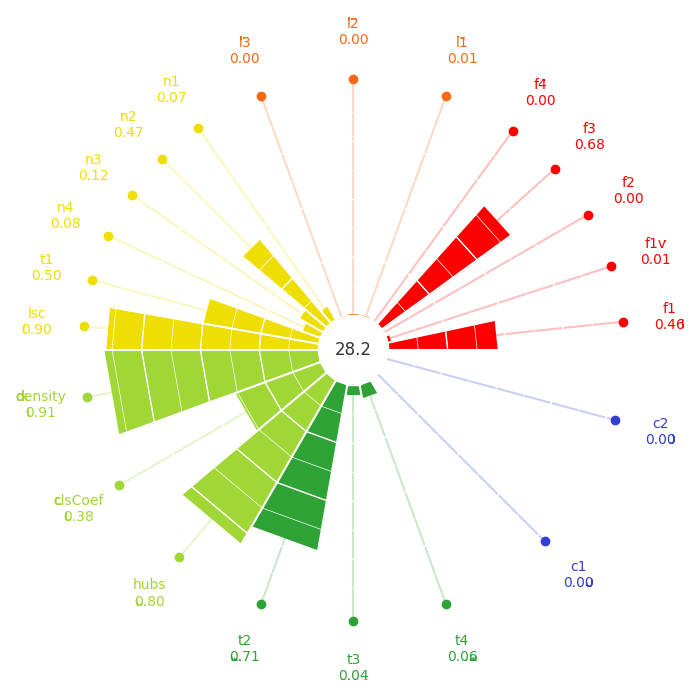 l2
0.00
l3
0.00
l1
0.01
n1
0.07
f4
0.00
n2
0.47
f3
0.68
n3
0.12
f2
0.00
n4
0.08
f1v
0.01
t1
0.50
lsc
0.90
f1
0.46
28.2
density
0.91
c2
0.00
clsCoef
0.38
c1
0.00
hubs
0.80
t2
0.71
t3
0.04
t4
0.06